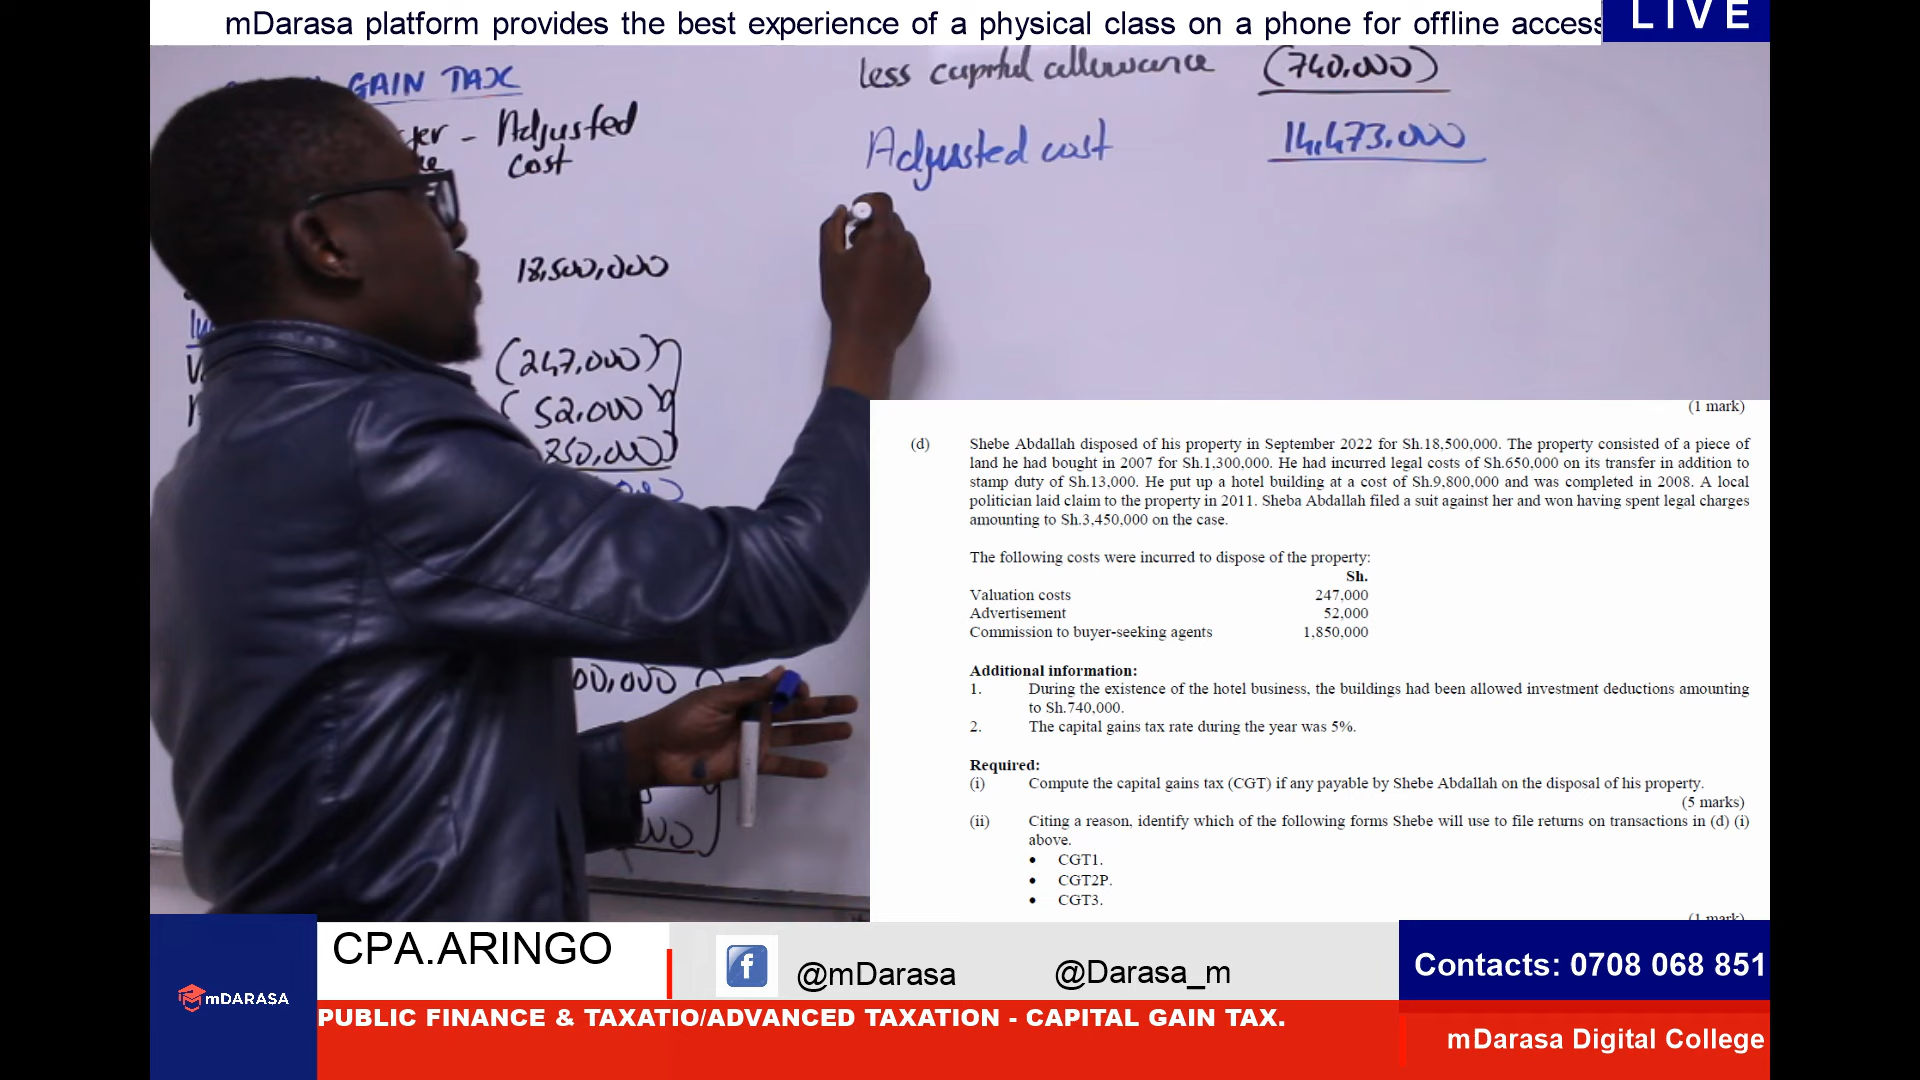 mDarasa platform provides the best experience of a physical class on a phone for offline access
LIVE
GAIN TAX
- Adjusted
cost
18,500,000
(247,000)
(52,000)
850,000)
00,000
less capital allowance (740,000)
Adjusted cost 14,473,000
(1 mark)
(d) Shebe Abdallah disposed of his property in September 2022 for Sh.18,500,000. The property consisted of a piece of
land he had bought in 2007 for Sh.1,300,000. He had incurred legal costs of Sh.650,000 on its transfer in addition to
stamp duty of Sh.13,000. He put up a hotel building at a cost of Sh.9,800,000 and was completed in 2008. A local
politician laid claim to the property in 2011. Sheba Abdallah filed a suit against her and won having spent legal charges
amounting to Sh.3,450,000 on the case.
The following costs were incurred to dispose of the property:
Sh.
Valuation costs 247,000
Advertisement 52,000
Commission to buyer-seeking agents 1,850,000
Additional information:
1. During the existence of the hotel business, the buildings had been allowed investment deductions amounting
to Sh.740,000.
2. The capital gains tax rate during the year was 5%.
Required:
(i) Compute the capital gains tax (CGT) if any payable by Shebe Abdallah on the disposal of his property.
(5 marks)
(ii) Citing a reason, identify which of the following forms Shebe will use to file returns on transactions in (d) (i)
above.
• CGT1.
• CGT2P.
• CGT3.
(1 mark)
CPA.ARINGO
f @mDarasa @Darasa_m
Contacts: 0708 068 851
mDARASA
PUBLIC FINANCE & TAXATIO/ADVANCED TAXATION - CAPITAL GAIN TAX.
mDarasa Digital College